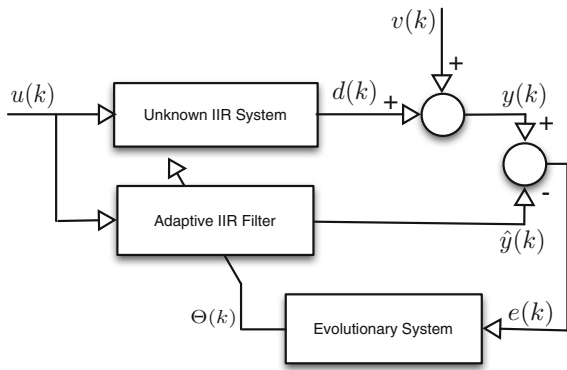 v(k)
+
u(k)
Unknown IIR System
d(k)
+
y(k)
+
-
Adaptive IIR Filter
ŷ(k)
Θ(k)
Evolutionary System
e(k)